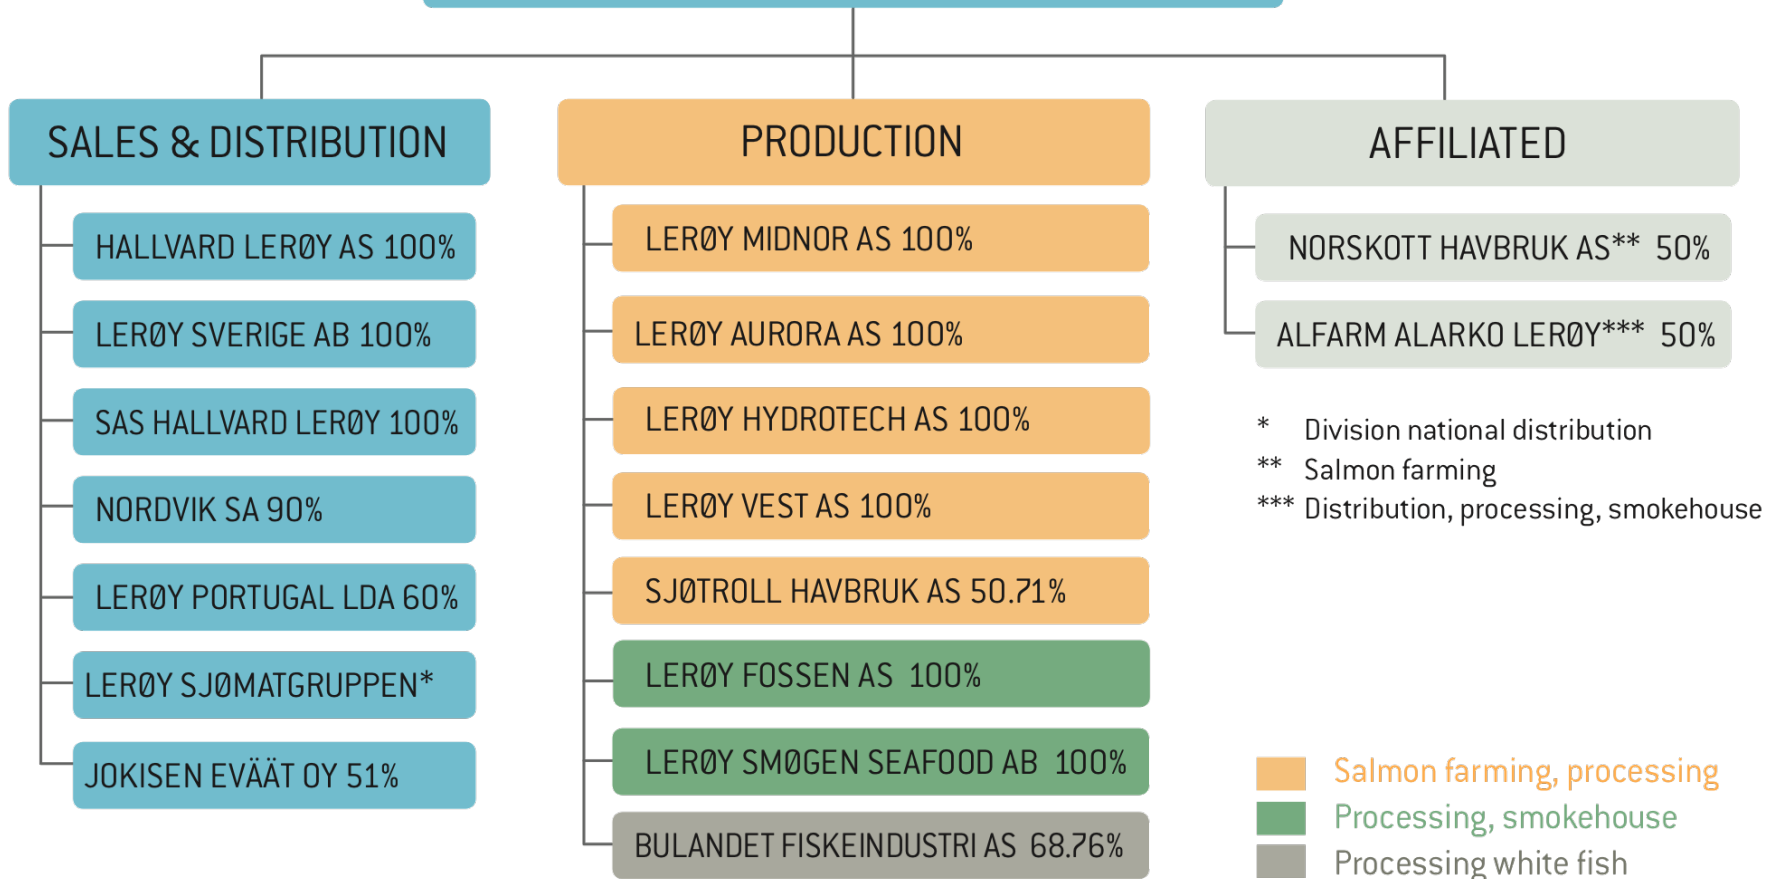 SALES & DISTRIBUTION
HALLVARD LERØY AS 100%
LERØY SVERIGE AB 100%
SAS HALLVARD LERØY 100%
NORDVIK SA 90%
LERØY PORTUGAL LDA 60%
LERØY SJØMATGRUPPEN*
JOKISEN EVÄÄT OY 51%
PRODUCTION
LERØY MIDNOR AS 100%
LERØY AURORA AS 100%
LERØY HYDROTECH AS 100%
LERØY VEST AS 100%
SJØTROLL HAVBRUK AS 50.71%
LERØY FOSSEN AS 100%
LERØY SMØGEN SEAFOOD AB 100%
BULANDET FISKEINDUSTRI AS 68.76%
AFFILIATED
NORSKOTT HAVBRUK AS** 50%
ALFARM ALARKO LERØY*** 50%
* Division national distribution
** Salmon farming
*** Distribution, processing, smokehouse
Salmon farming, processing
Processing, smokehouse
Processing white fish